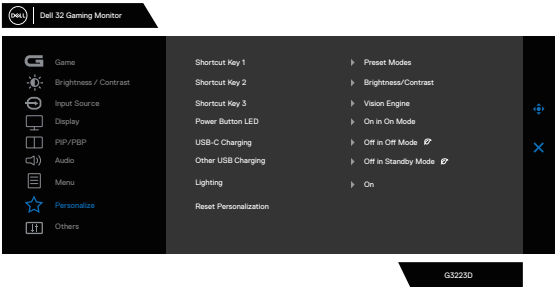 DELL Dell 32 Gaming Monitor
Game Shortcut Key 1 Preset Modes
Brightness / Contrast Shortcut Key 2 Brightness/Contrast
Input Source Shortcut Key 3 Vision Engine
Display Power Button LED On in On Mode
PIP/PBP USB-C Charging Off in Off Mode
Audio Other USB Charging Off in Standby Mode
Menu Lighting On
Personalize Reset Personalization
Others
G3223D